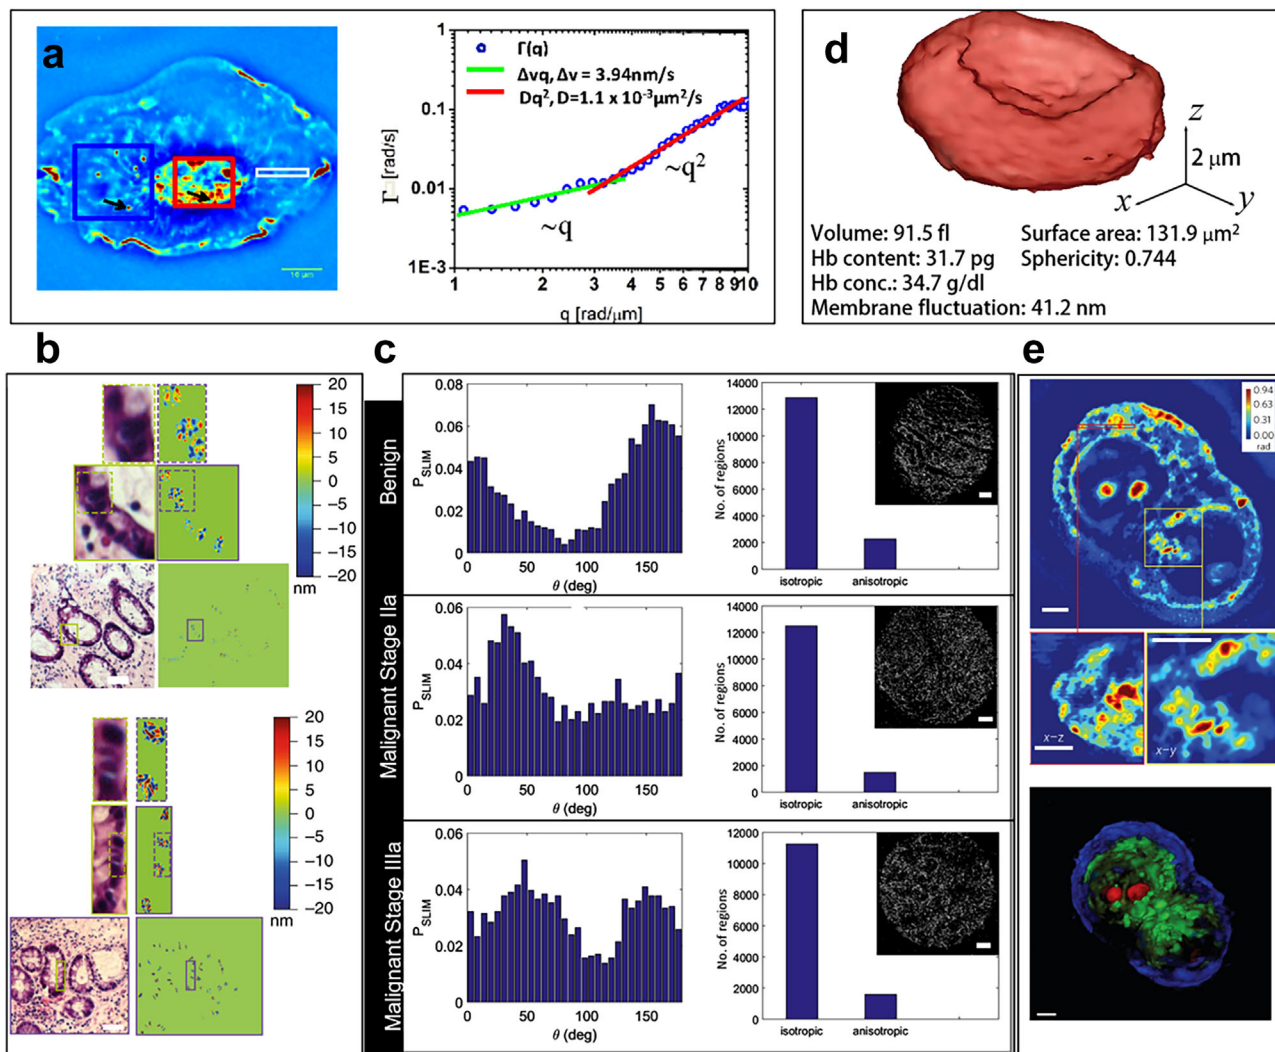 a
16 μm
Γ [rad/s]
1
0.1
0.01
1E-3
Γ(q)
Δvq, Δv = 3.94nm/s
Dq², D=1.1 x 10⁻³μm²/s
~q
~q²
1 2 3 4 5 6 7 8 9 10
q [rad/μm]
d
z
2 μm
x
y
Volume: 91.5 fl
Surface area: 131.9 μm²
Hb content: 31.7 pg
Sphericity: 0.744
Hb conc.: 34.7 g/dl
Membrane fluctuation: 41.2 nm
b
20
15
10
5
0
−5
−10
−15
−20
nm
20
15
10
5
0
−5
−10
−15
−20
nm
c
Benign
P SLIM
0.08
0.06
0.04
0.02
0
0 50 100 150
θ (deg)
No. of regions
14000
12000
10000
8000
6000
4000
2000
0
isotropic anisotropic
Malignant Stage IIa
P SLIM
0.06
0.04
0.02
0
0 50 100 150
θ (deg)
No. of regions
14000
12000
10000
8000
6000
4000
2000
0
isotropic anisotropic
Malignant Stage IIIa
P SLIM
0.06
0.04
0.02
0
0 50 100 150
θ (deg)
No. of regions
12000
10000
8000
6000
4000
2000
0
isotropic anisotropic
e
0.94
0.63
0.31
0.00
rad
x-z
x-y